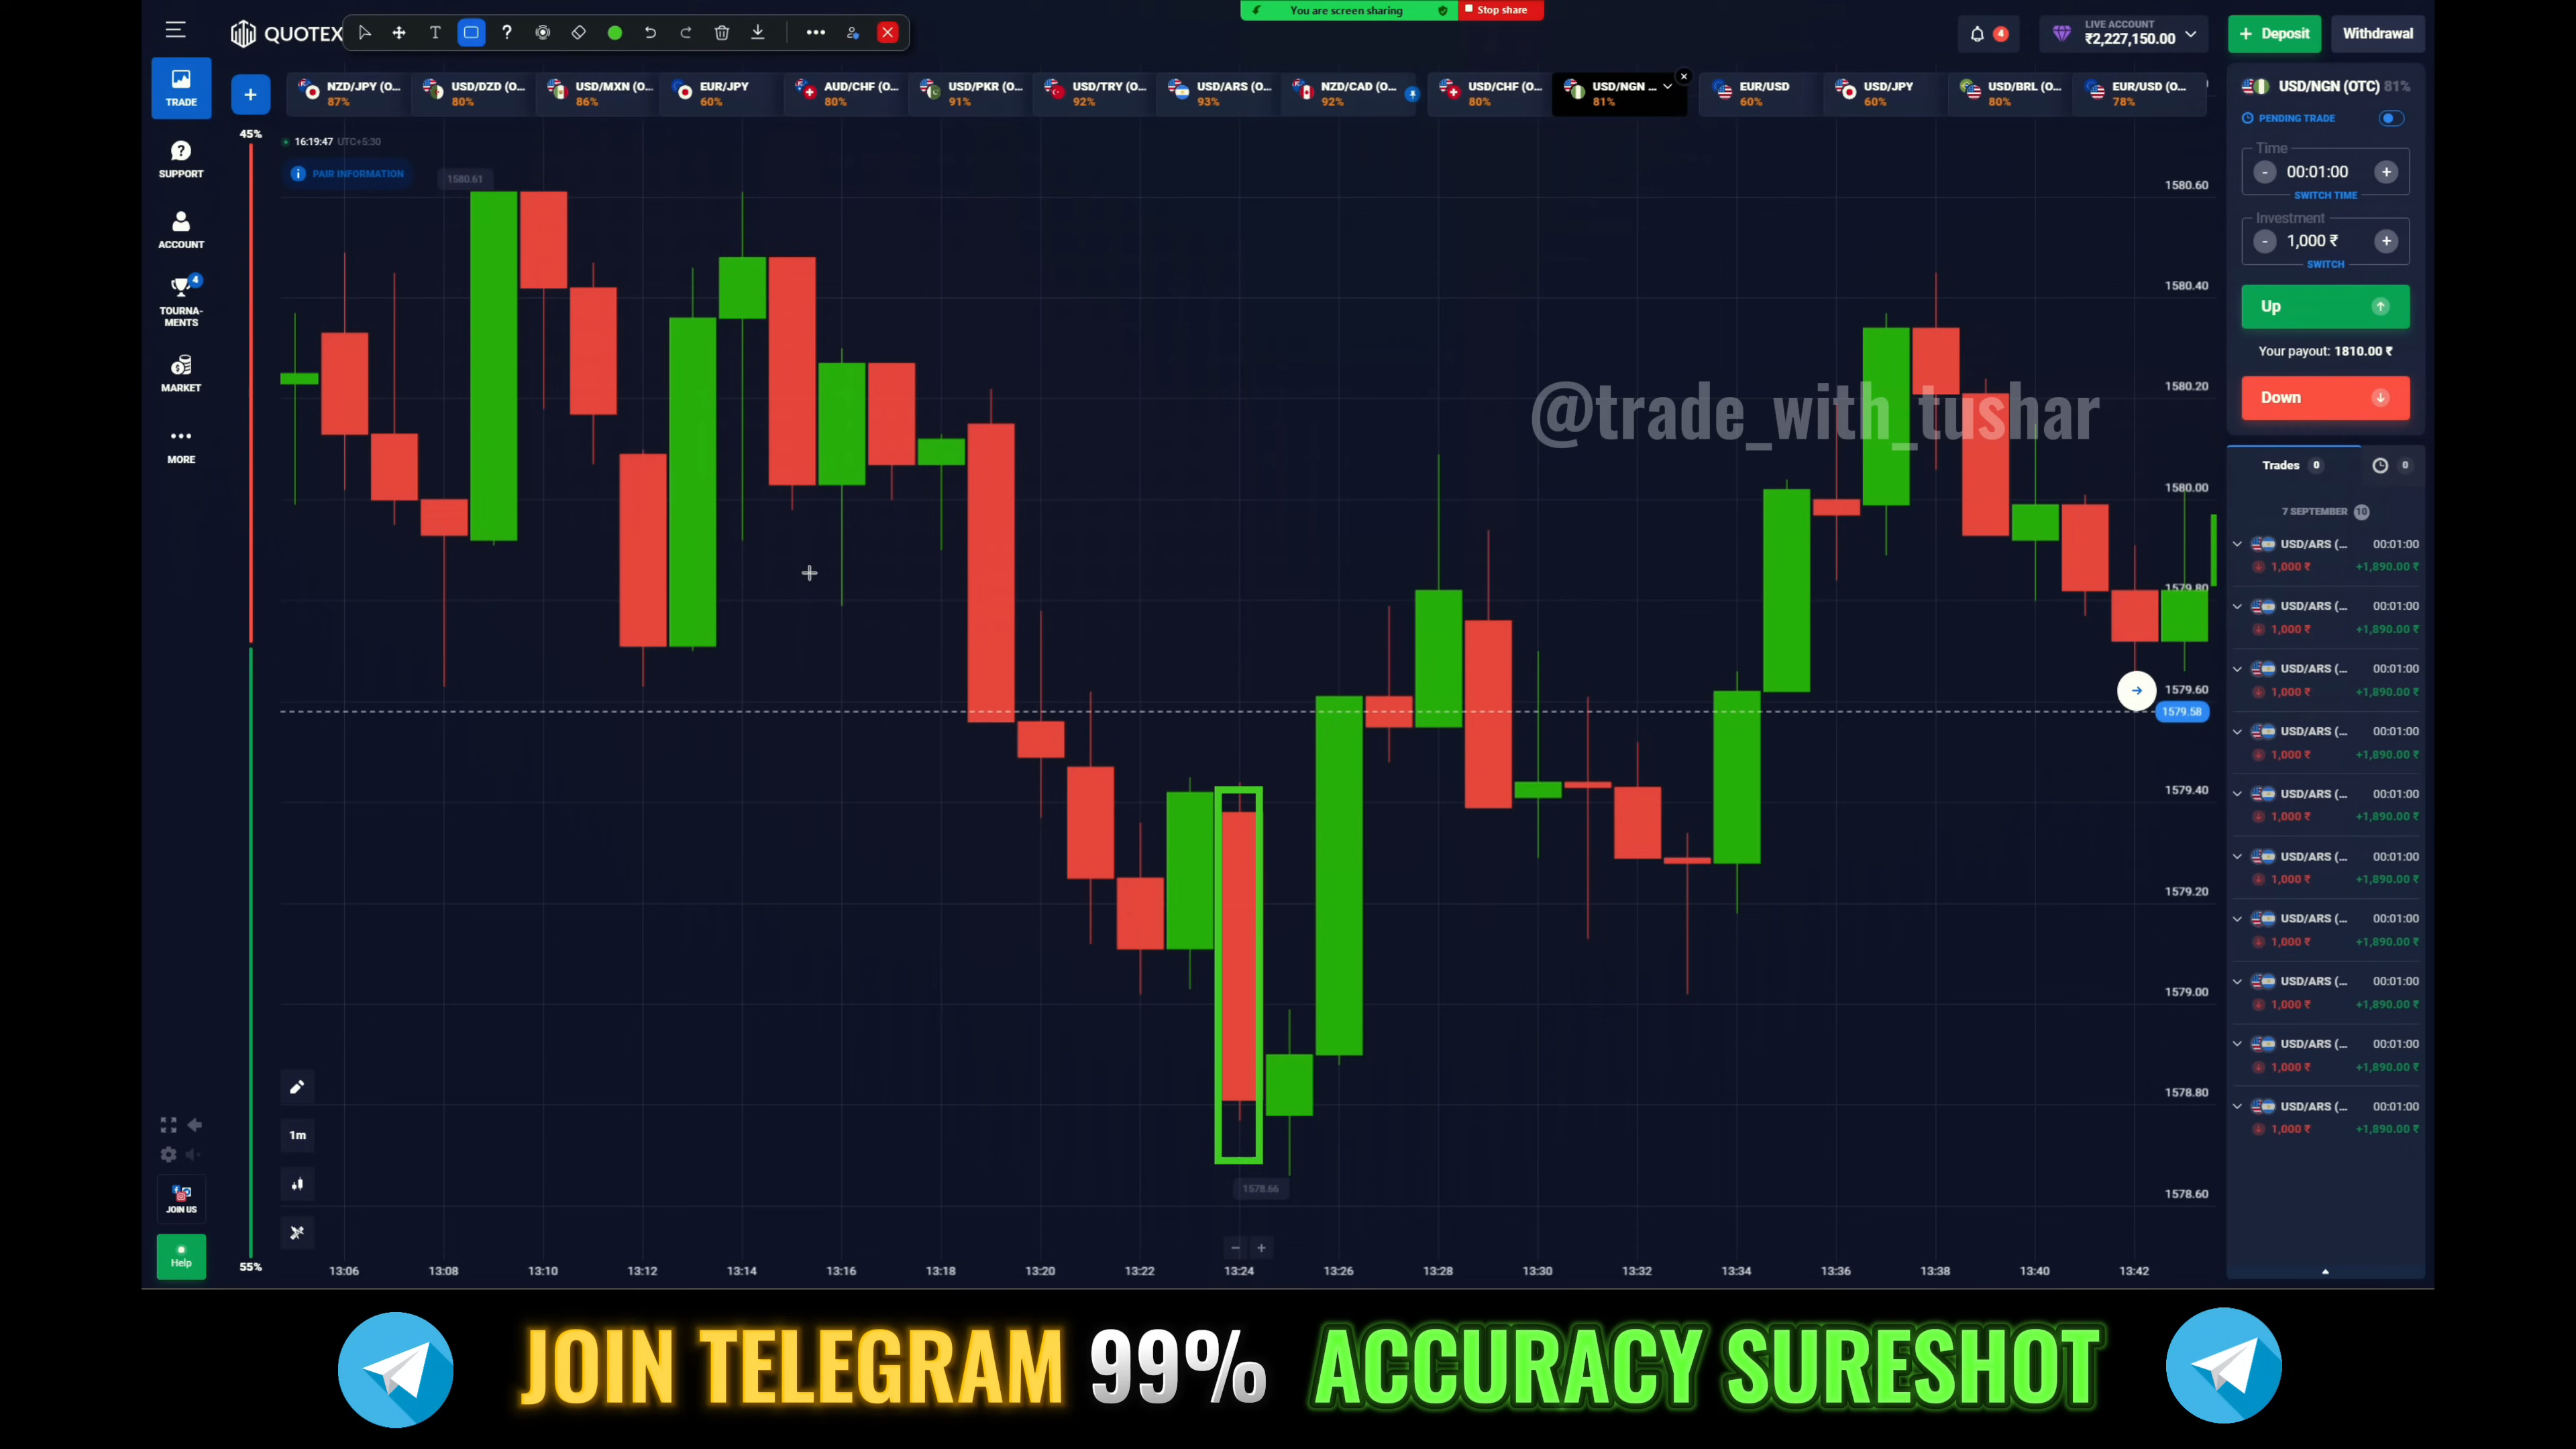 You are screen sharing
Stop share
QUOTEX
4
LIVE ACCOUNT
₹2,227,150.00
+ Deposit
Withdrawal
TRADE
SUPPORT
ACCOUNT
4
TOURNA-
MENTS
MARKET
MORE
JOIN US
Help
+
NZD/JPY (O...
87%
USD/DZD (O...
80%
USD/MXN (O...
86%
EUR/JPY
60%
AUD/CHF (O...
80%
USD/PKR (O...
91%
USD/TRY (O...
92%
USD/ARS (O...
93%
NZD/CAD (O...
92%
USD/CHF (O...
80%
USD/NGN ...
81%
EUR/USD
60%
USD/JPY
60%
USD/BRL (O...
80%
EUR/USD (O...
78%
45%
55%
16:19:47 UTC+5:30
PAIR INFORMATION
1580.61
@trade_with_tushar
1580.60
1580.40
1580.20
1580.00
1579.80
1579.60
1579.58
1579.40
1579.20
1579.00
1578.80
1578.60
1578.66
1m
13:06
13:08
13:10
13:12
13:14
13:16
13:18
13:20
13:22
13:24
13:26
13:28
13:30
13:32
13:34
13:36
13:38
13:40
13:42
USD/NGN (OTC) 81%
PENDING TRADE
Time
- 00:01:00 +
SWITCH TIME
Investment
- 1,000 ₹ +
SWITCH
Up
Your payout: 1810.00 ₹
Down
Trades 0
0
7 SEPTEMBER 10
USD/ARS (... 00:01:00
1,000 ₹ +1,890.00 ₹
USD/ARS (... 00:01:00
1,000 ₹ +1,890.00 ₹
USD/ARS (... 00:01:00
1,000 ₹ +1,890.00 ₹
USD/ARS (... 00:01:00
1,000 ₹ +1,890.00 ₹
USD/ARS (... 00:01:00
1,000 ₹ +1,890.00 ₹
USD/ARS (... 00:01:00
1,000 ₹ +1,890.00 ₹
USD/ARS (... 00:01:00
1,000 ₹ +1,890.00 ₹
USD/ARS (... 00:01:00
1,000 ₹ +1,890.00 ₹
USD/ARS (... 00:01:00
1,000 ₹ +1,890.00 ₹
USD/ARS (... 00:01:00
1,000 ₹ +1,890.00 ₹
JOIN TELEGRAM 99% ACCURACY SURESHOT